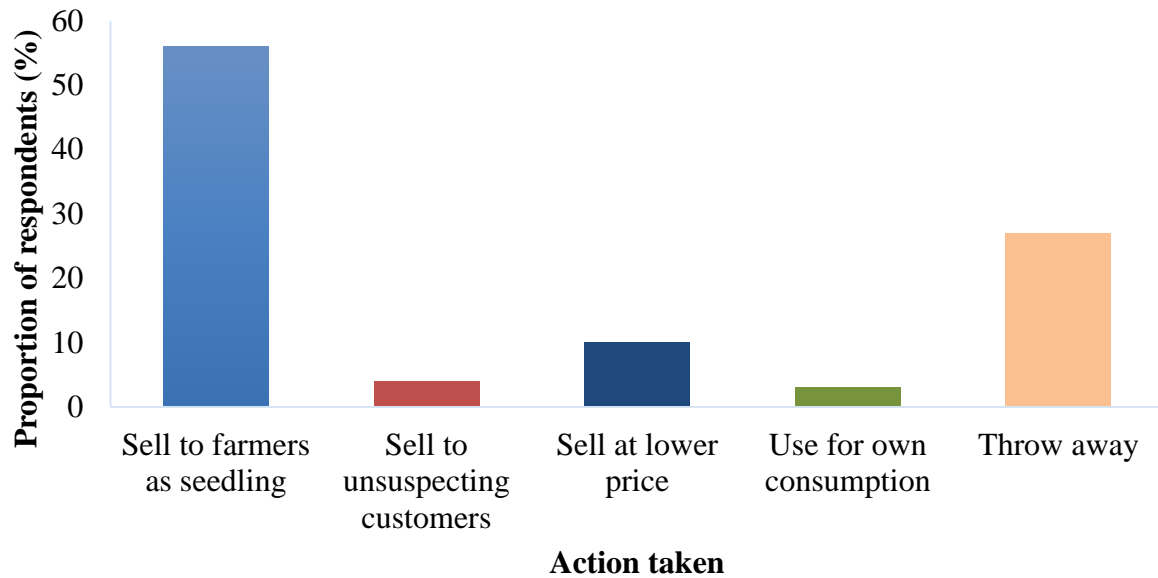 Proportion of respondents (%)
60
50
40
30
20
10
0
Sell to farmers
as seedling
Sell to
unsuspecting
customers
Sell at lower
price
Use for own
consumption
Throw away
Action taken